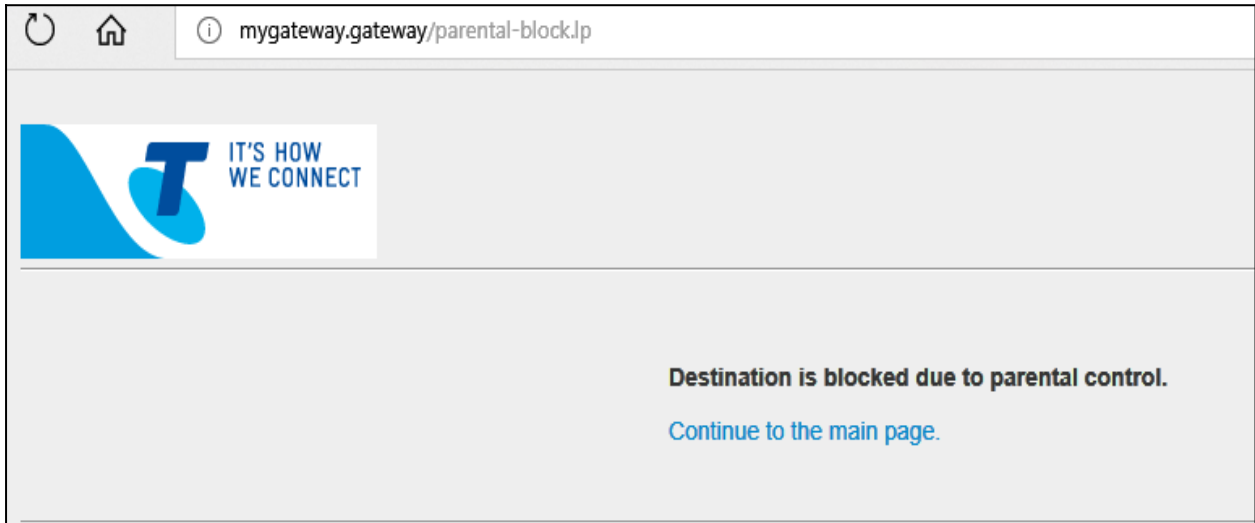 mygateway.gateway/parental-block.lp
IT'S HOW
WE CONNECT
Destination is blocked due to parental control.
Continue to the main page.